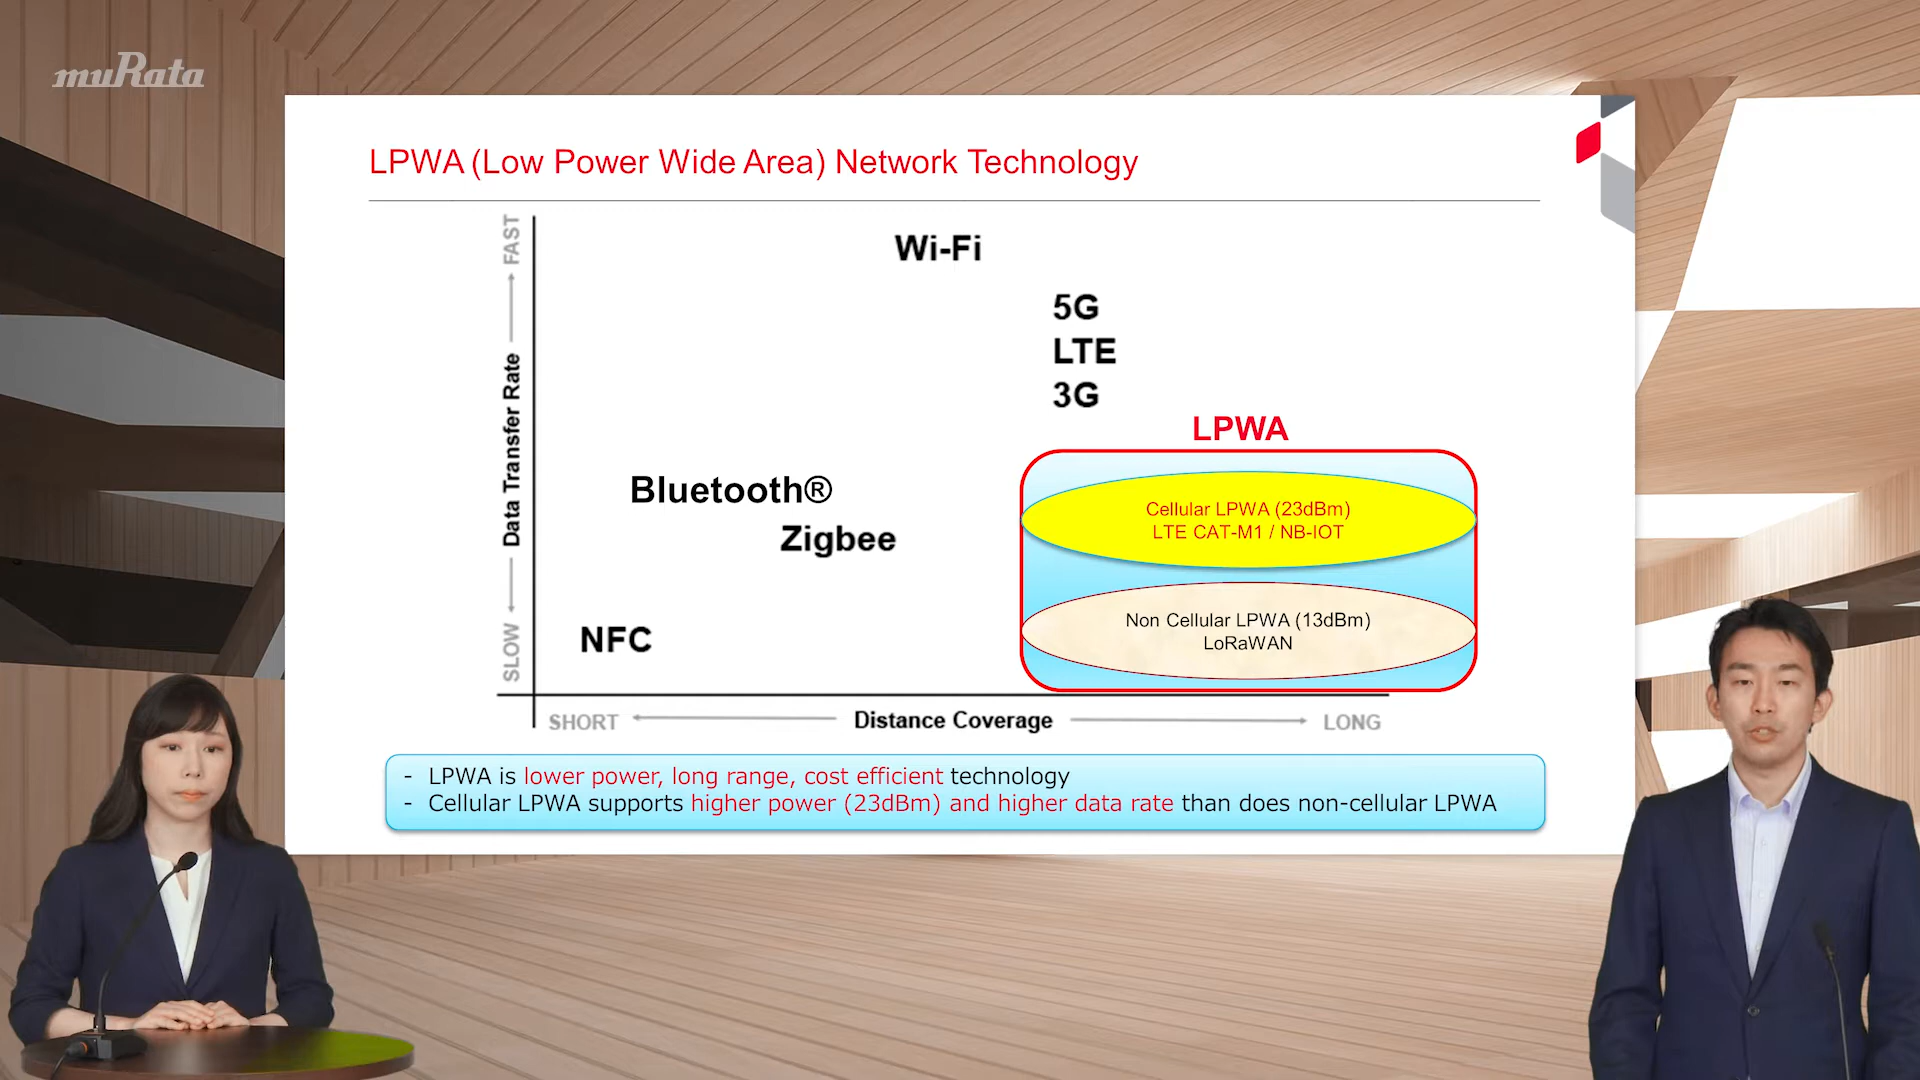 muRata
LPWA (Low Power Wide Area) Network Technology
FAST
Data Transfer Rate
SLOW
Wi-Fi
5G
LTE
3G
LPWA
Bluetooth®
Zigbee
NFC
Cellular LPWA (23dBm)
LTE CAT-M1 / NB-IOT
Non Cellular LPWA (13dBm)
LoRaWAN
SHORT
Distance Coverage
LONG
- LPWA is lower power, long range, cost efficient technology
- Cellular LPWA supports higher power (23dBm) and higher data rate than does non-cellular LPWA